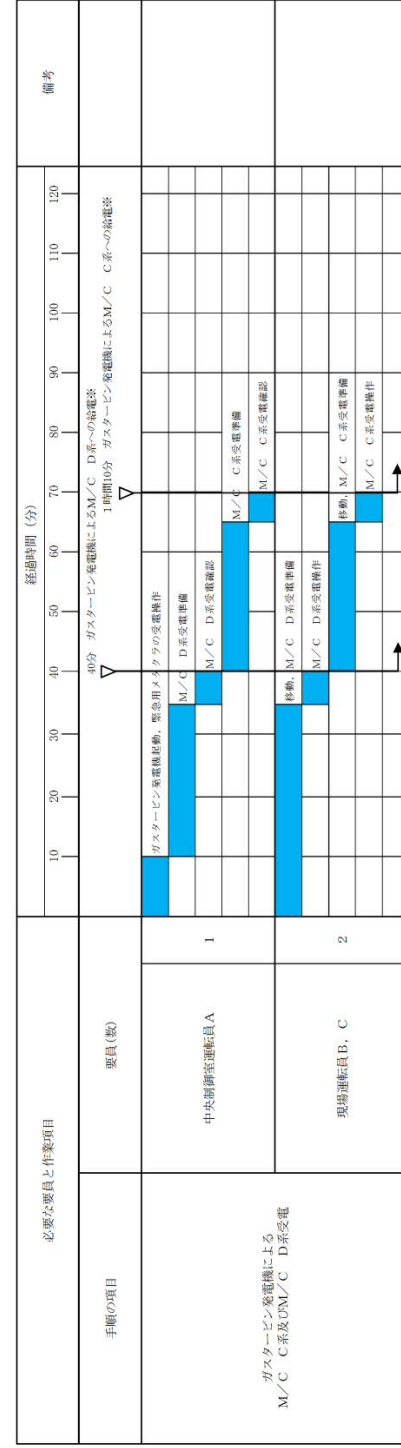 必要な要員と作業項目
経過時間（分）
備考
手順の項目
要員(数)
10
20
30
40
50
60
70
80
90
100
110
120
40分　ガスタービン発電機によるM／C　D系への給電※
1時間10分　ガスタービン発電機によるM／C　C系への給電※
ガスタービン発電機による
M／C　C系及びM／C　D系受電
中央制御室運転員A
1
ガスタービン発電機起動，緊急用メタクラの受電操作
M／C　D系受電準備
M／C　D系受電確認
M／C　C系受電準備
M／C　C系受電確認
現場運転員B，C
2
移動，M／C　D系受電準備
M／C　D系受電操作
移動，M／C　C系受電準備
M／C　C系受電操作